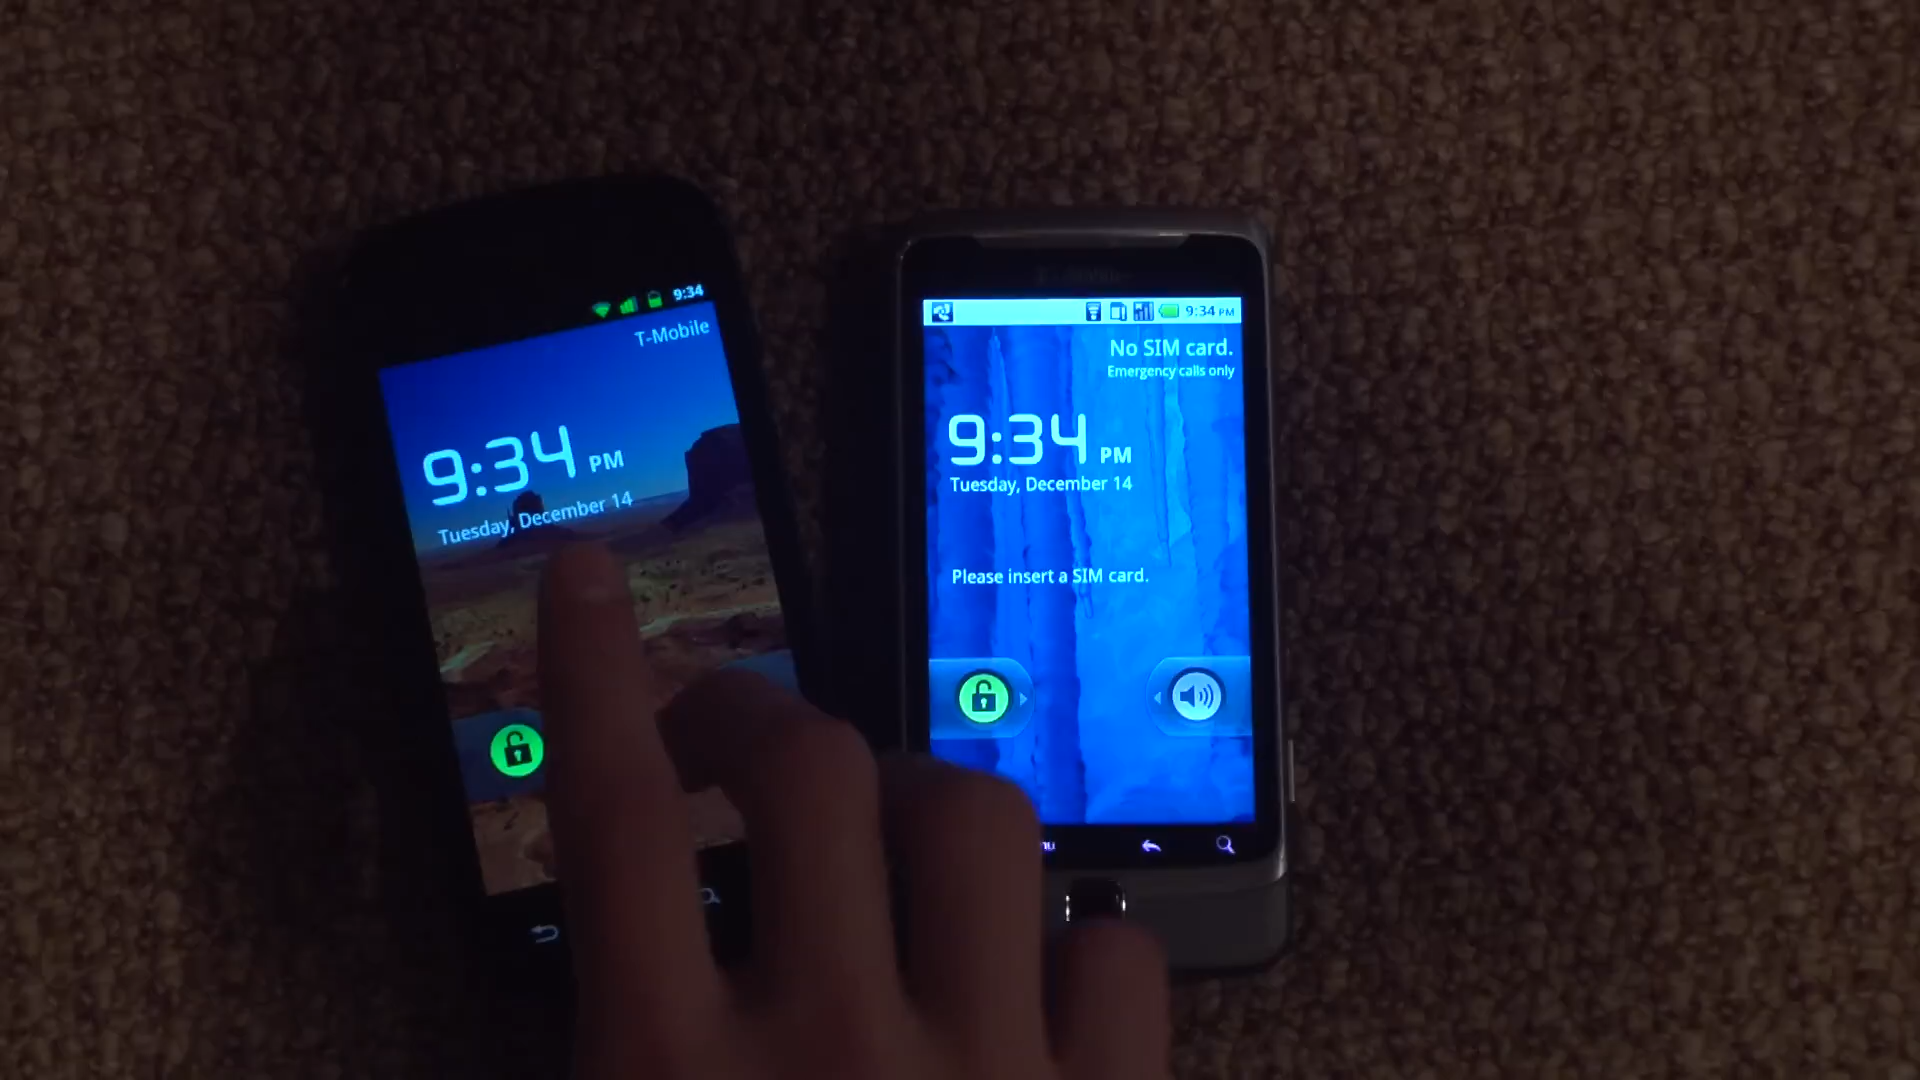 9:34
T-Mobile
9:34 PM
Tuesday, December 14
9:34 PM
No SIM card.
Emergency calls only
9:34 PM
Tuesday, December 14
Please insert a SIM card.